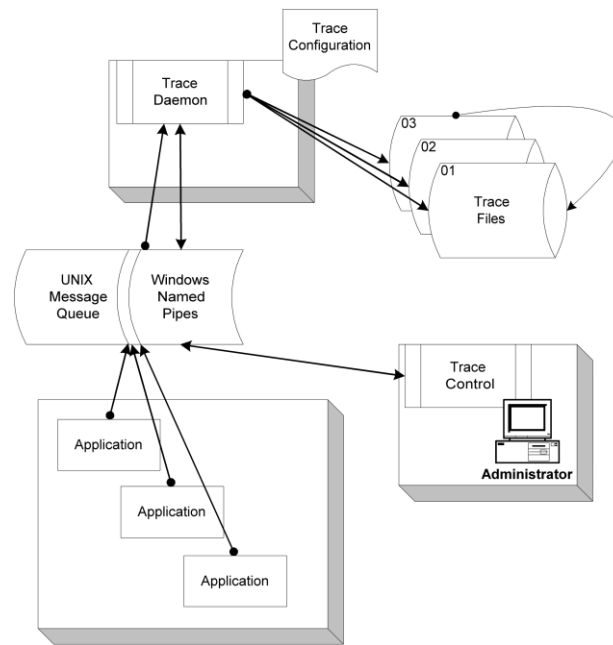 Trace
Configuration
Trace
Daemon
03
02
01
Trace
Files
UNIX
Message
Queue
Windows
Named
Pipes
Trace
Control
Administrator
Application
Application
Application